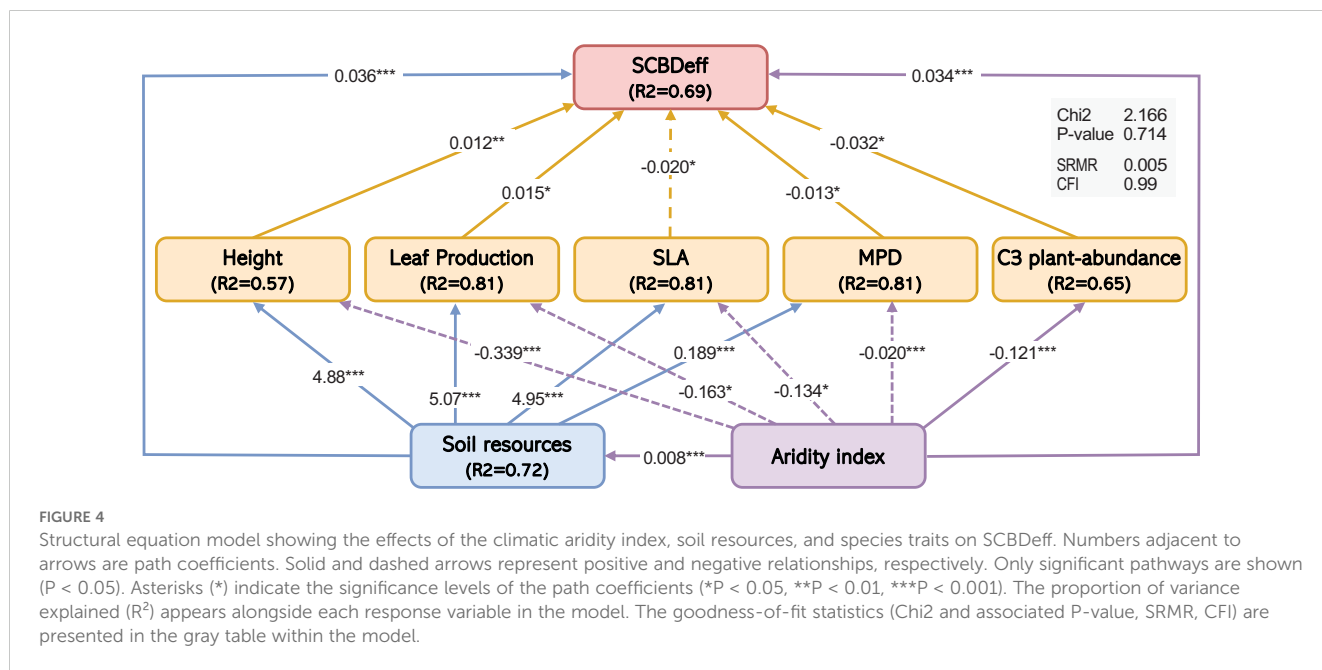 SCBDeff
(R2=0.69)
0.036***
0.034***
Chi2 2.166
P-value 0.714
SRMR 0.005
CFI 0.99
0.012**
0.015*
-0.020*
-0.013*
-0.032*
Height
(R2=0.57)
Leaf Production
(R2=0.81)
SLA
(R2=0.81)
MPD
(R2=0.81)
C3 plant-abundance
(R2=0.65)
4.88***
5.07***
4.95***
-0.339***
0.189***
-0.163*
-0.134*
-0.020***
-0.121***
Soil resources
(R2=0.72)
0.008***
Aridity index
FIGURE 4
Structural equation model showing the effects of the climatic aridity index, soil resources, and species traits on SCBDeff. Numbers adjacent to
arrows are path coefficients. Solid and dashed arrows represent positive and negative relationships, respectively. Only significant pathways are shown
(P < 0.05). Asterisks (*) indicate the significance levels of the path coefficients (*P < 0.05, **P < 0.01, ***P < 0.001). The proportion of variance
explained (R²) appears alongside each response variable in the model. The goodness-of-fit statistics (Chi2 and associated P-value, SRMR, CFI) are
presented in the gray table within the model.